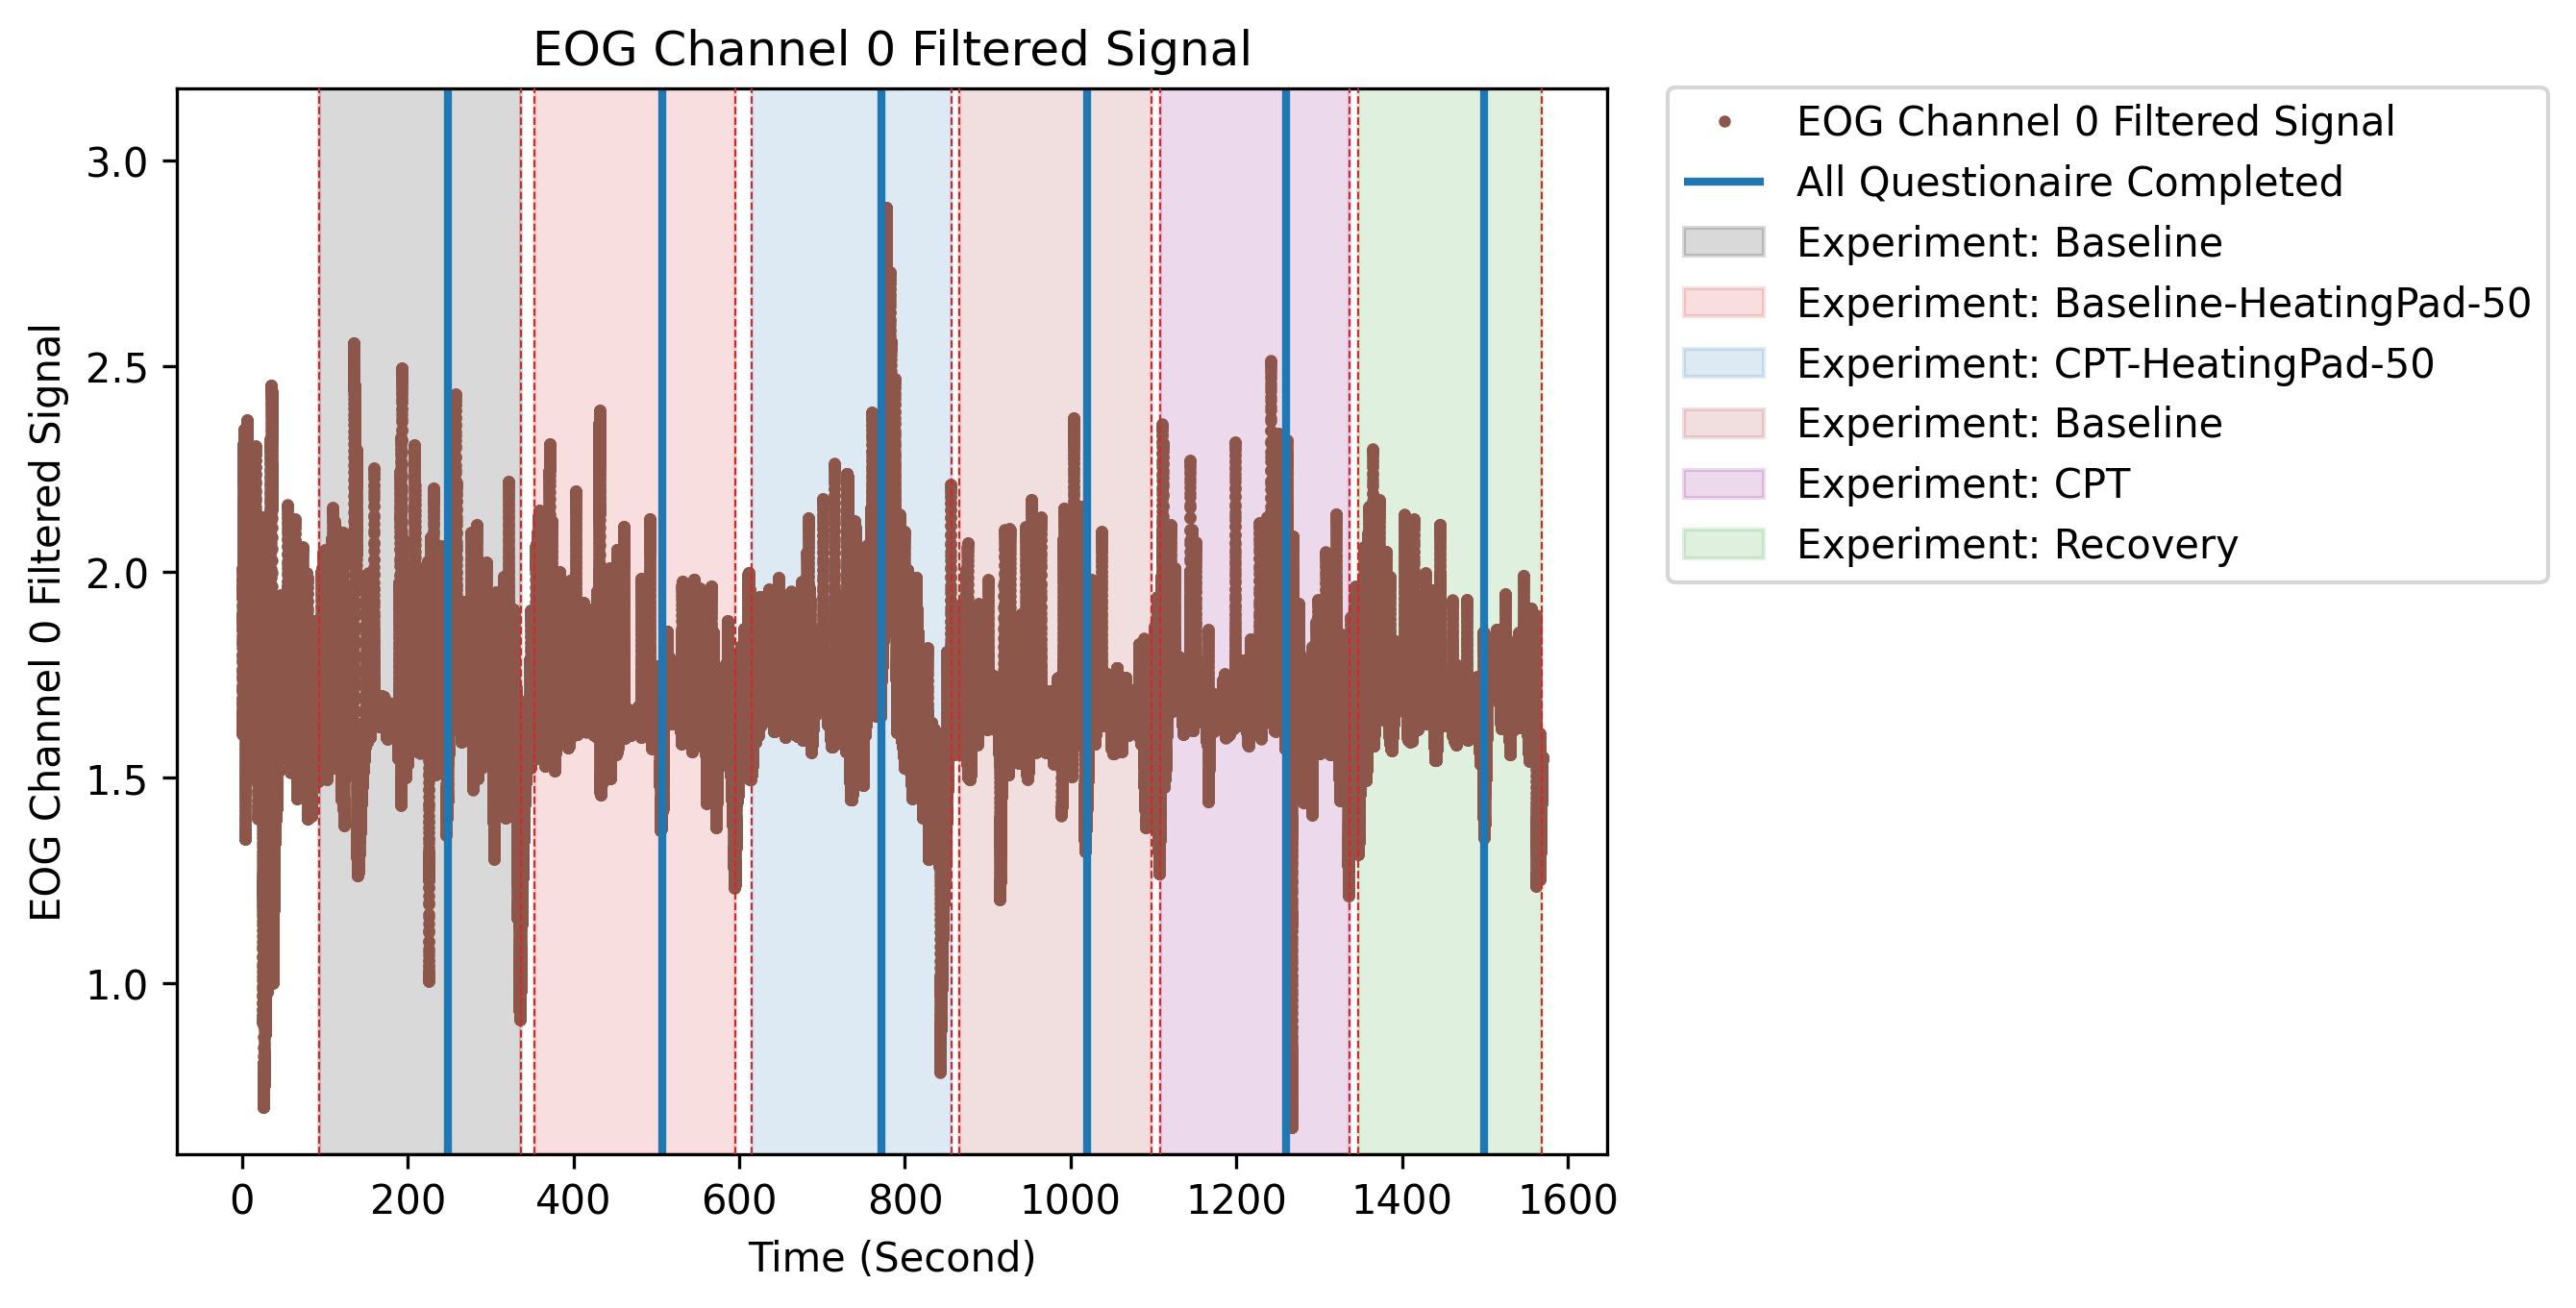 EOG Channel 0 Filtered Signal
EOG Channel 0 Filtered Signal
3.0
2.5
2.0
1.5
1.0
0 200 400 600 800 1000 1200 1400 1600
Time (Second)
EOG Channel 0 Filtered Signal
All Questionaire Completed
Experiment: Baseline
Experiment: Baseline-HeatingPad-50
Experiment: CPT-HeatingPad-50
Experiment: Baseline
Experiment: CPT
Experiment: Recovery